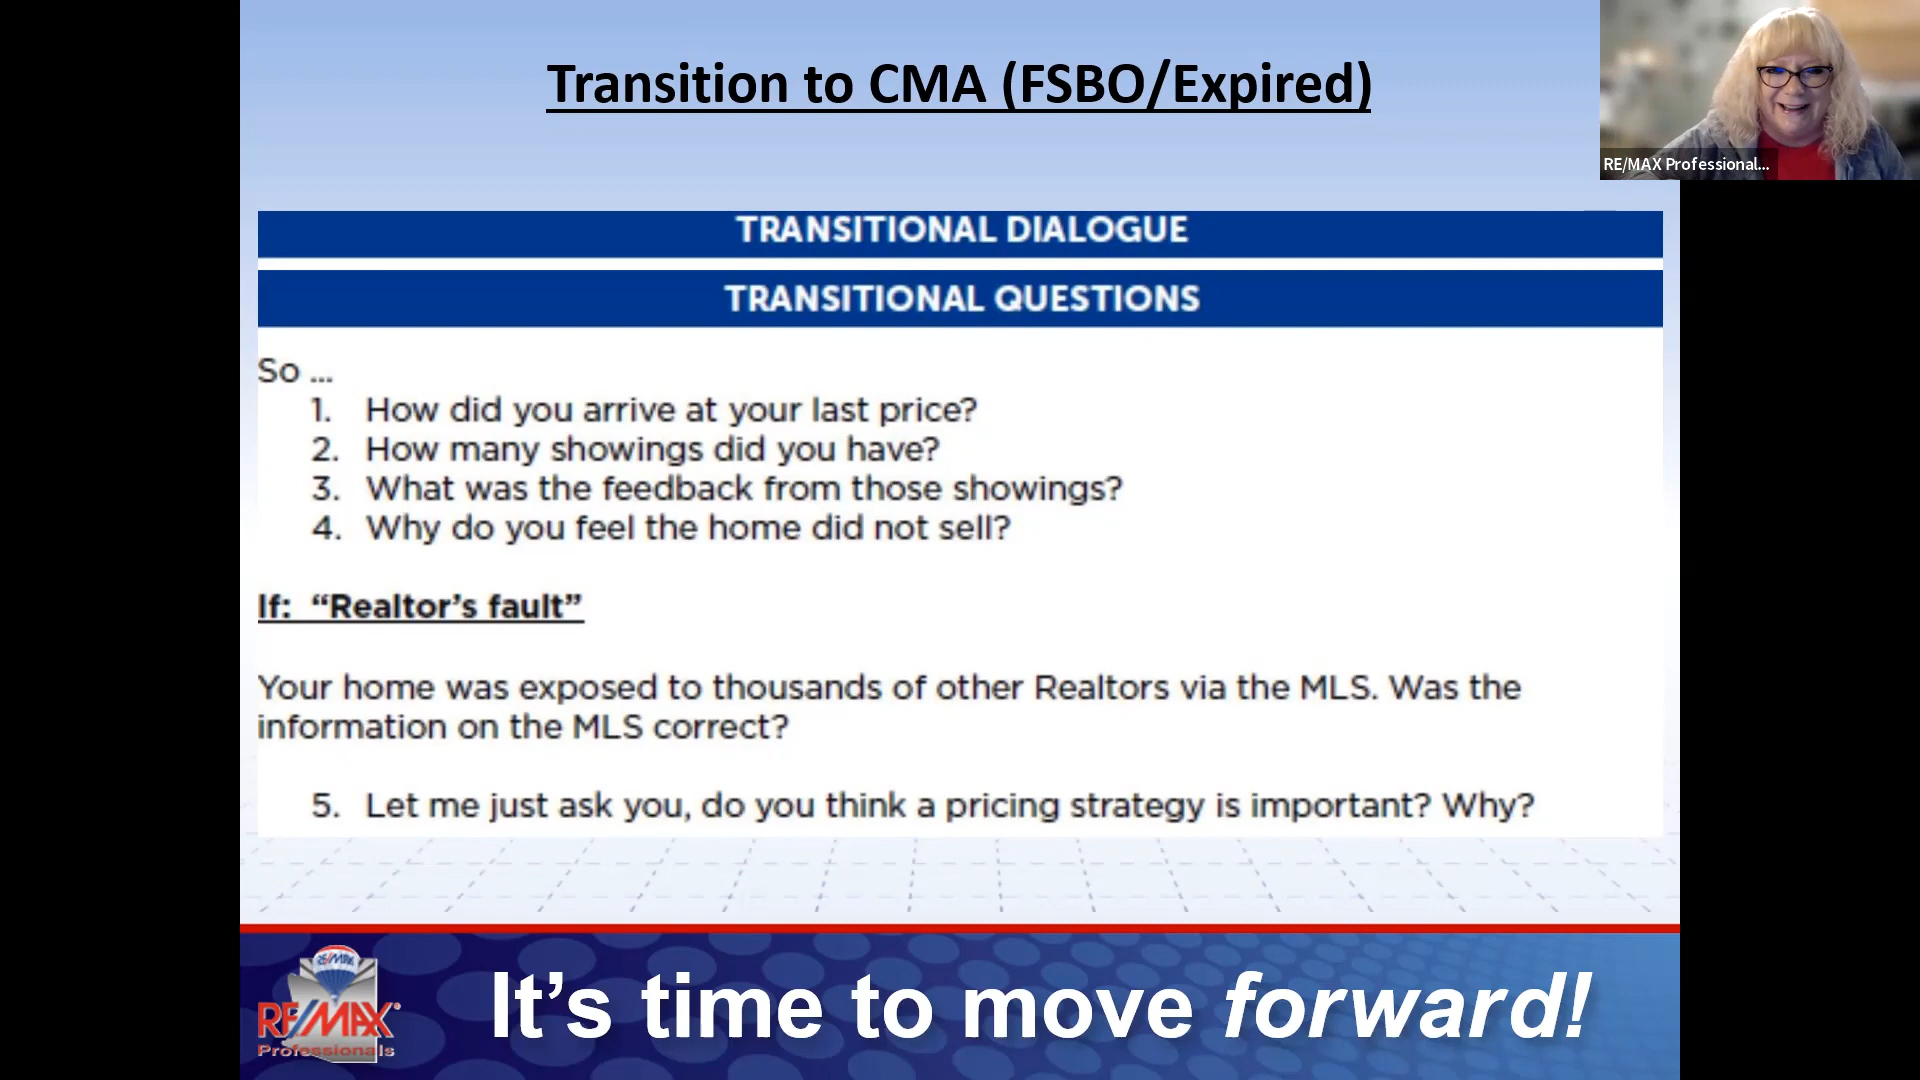 Transition to CMA (FSBO/Expired)
RE/MAX Professional...
TRANSITIONAL DIALOGUE
TRANSITIONAL QUESTIONS
So ...
1. How did you arrive at your last price?
2. How many showings did you have?
3. What was the feedback from those showings?
4. Why do you feel the home did not sell?
If: “Realtor’s fault”
Your home was exposed to thousands of other Realtors via the MLS. Was the
information on the MLS correct?
5. Let me just ask you, do you think a pricing strategy is important? Why?
RE/MAX
RE/MAX
Professionals
It’s time to move forward!